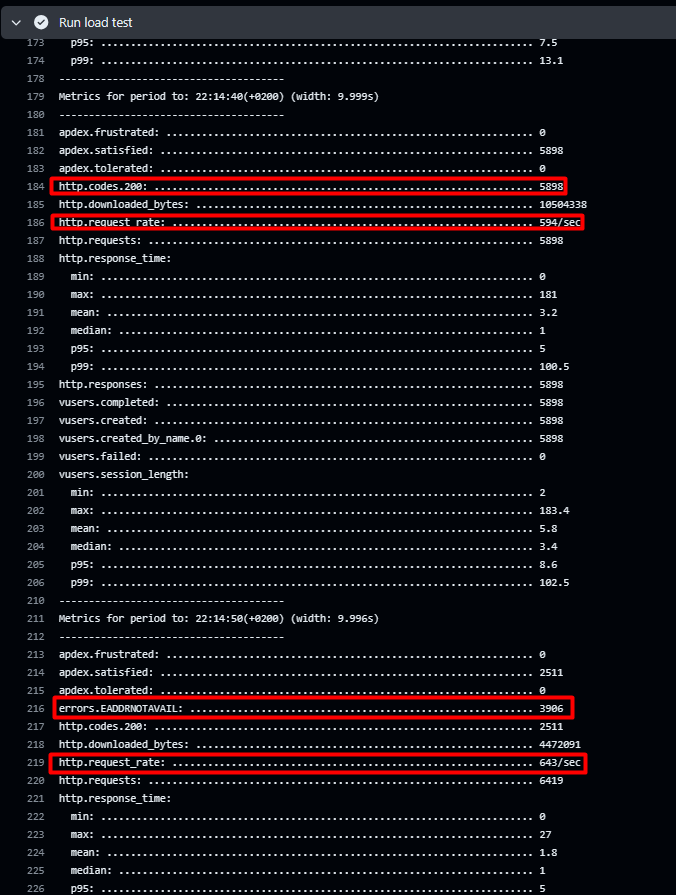 Run load test
173 p95: ......................................................................... 7.5
174 p99: ......................................................................... 13.1
178 --------------------------------------
179 Metrics for period to: 22:14:40(+0200) (width: 9.999s)
180 --------------------------------------
181 apdex.frustrated: .............................................................. 0
182 apdex.satisfied: ............................................................... 5898
183 apdex.tolerated: ............................................................... 0
184 http.codes.200: ................................................................ 5898
185 http.downloaded_bytes: ......................................................... 10504338
186 http.request_rate: ............................................................. 594/sec
187 http.requests: ................................................................. 5898
188 http.response_time:
189 min: ......................................................................... 0
190 max: ......................................................................... 181
191 mean: ........................................................................ 3.2
192 median: ...................................................................... 1
193 p95: ......................................................................... 5
194 p99: ......................................................................... 100.5
195 http.responses: ................................................................ 5898
196 vusers.completed: .............................................................. 5898
197 vusers.created: ................................................................ 5898
198 vusers.created_by_name.0: ...................................................... 5898
199 vusers.failed: ................................................................. 0
200 vusers.session_length:
201 min: ......................................................................... 2
202 max: ......................................................................... 183.4
203 mean: ........................................................................ 5.8
204 median: ...................................................................... 3.4
205 p95: ......................................................................... 8.6
206 p99: ......................................................................... 102.5
210 --------------------------------------
211 Metrics for period to: 22:14:50(+0200) (width: 9.996s)
212 --------------------------------------
213 apdex.frustrated: .............................................................. 0
214 apdex.satisfied: ............................................................... 2511
215 apdex.tolerated: ............................................................... 0
216 errors.EADDRNOTAVAIL: .......................................................... 3906
217 http.codes.200: ................................................................ 2511
218 http.downloaded_bytes: ......................................................... 4472091
219 http.request_rate: ............................................................. 643/sec
220 http.requests: ................................................................. 6419
221 http.response_time:
222 min: ......................................................................... 0
223 max: ......................................................................... 27
224 mean: ........................................................................ 1.8
225 median: ...................................................................... 1
226 p95: ......................................................................... 5